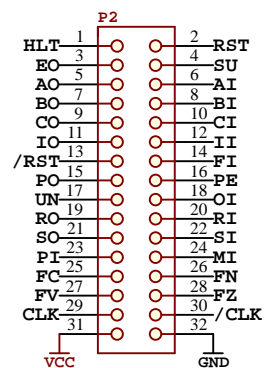 P2
HLT 1 2 RST
EO 3 4 SU
AO 5 6 AI
BO 7 8 BI
CO 9 10 CI
IO 11 12 II
/RST 13 14 FI
PO 15 16 PE
UN 17 18 OI
RO 19 20 RI
SO 21 22 SI
PI 23 24 MI
FC 25 26 FN
FV 27 28 FZ
CLK 29 30 /CLK
31 32
VCC GND